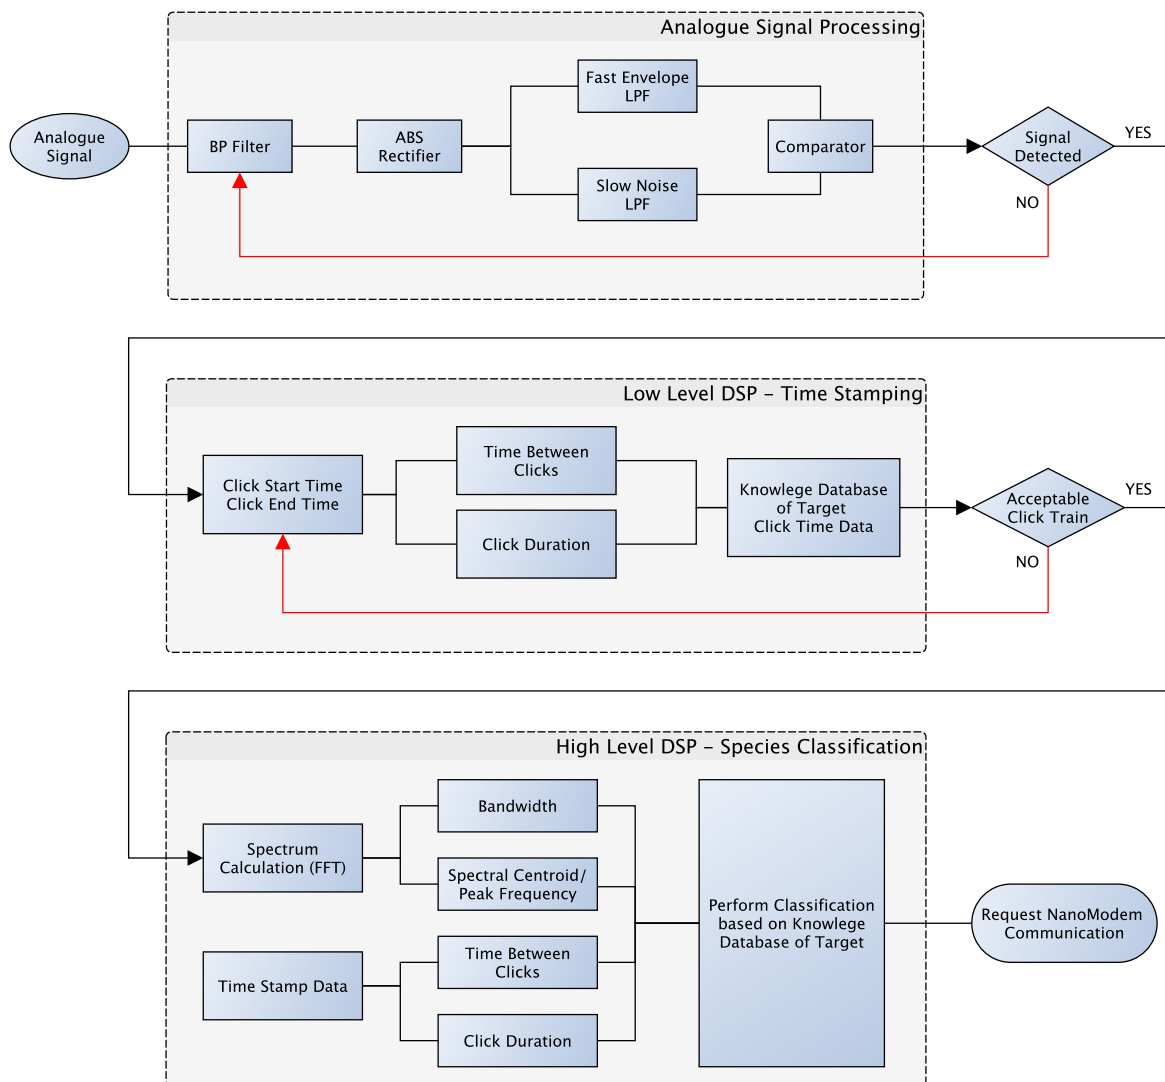 Analogue Signal Processing
Analogue
Signal
BP Filter
ABS
Rectifier
Fast Envelope
LPF
Slow Noise
LPF
Comparator
Signal
Detected
YES
NO
Low Level DSP – Time Stamping
Click Start Time
Click End Time
Time Between
Clicks
Click Duration
Knowlege Database
of Target
Click Time Data
Acceptable
Click Train
YES
NO
High Level DSP – Species Classification
Spectrum
Calculation (FFT)
Time Stamp Data
Bandwidth
Spectral Centroid/
Peak Frequency
Time Between
Clicks
Click Duration
Perform Classification
based on Knowlege
Database of Target
Request NanoModem
Communication